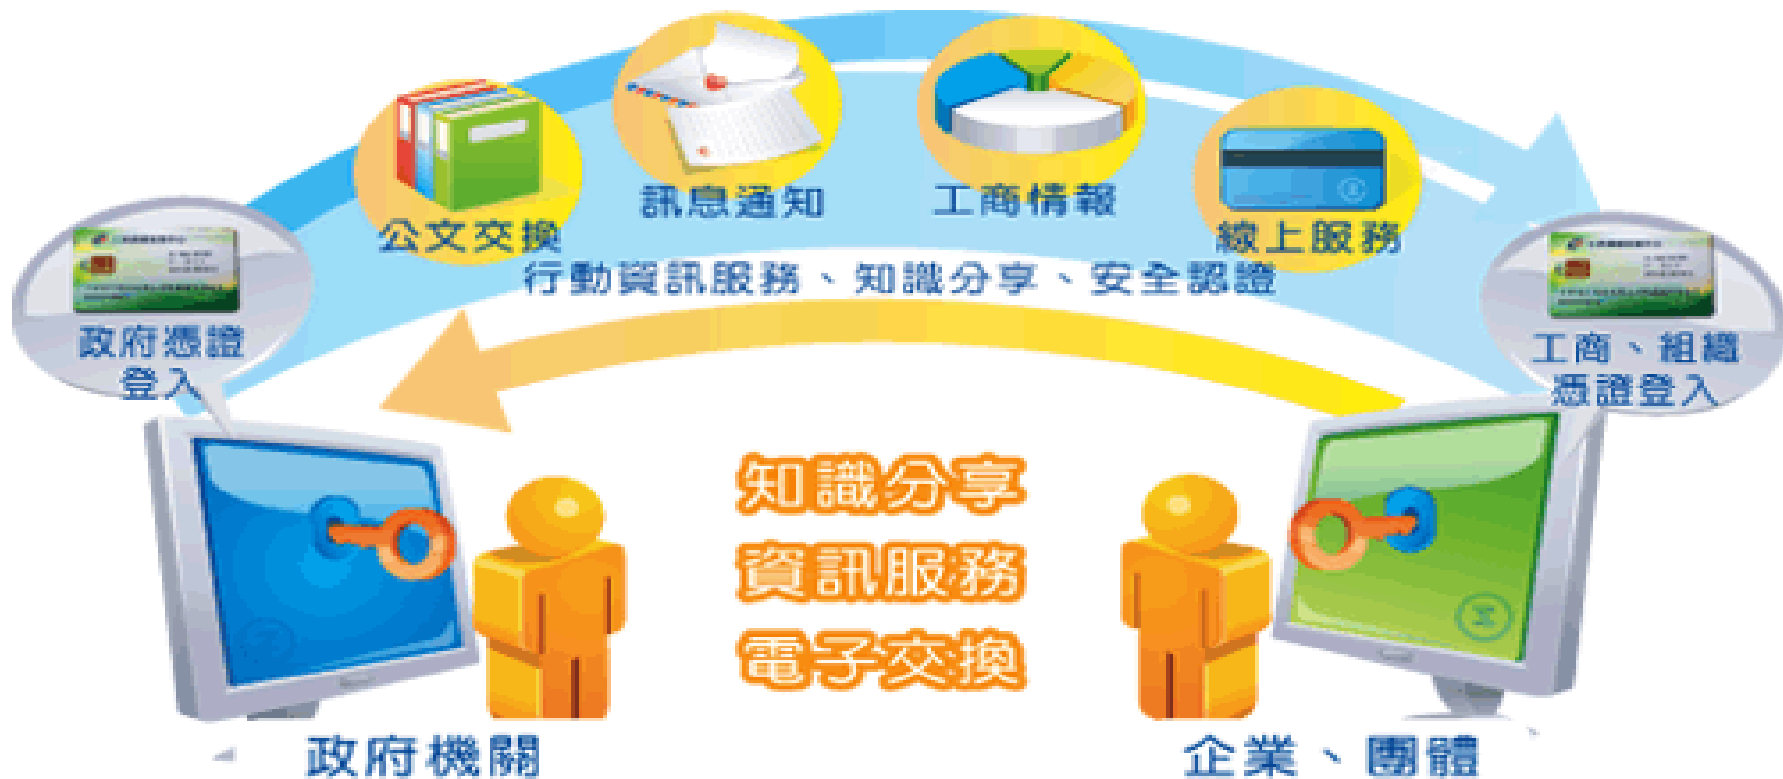 訊息通知
工商情報
公文交換
線上服務
行動資訊服務、知識分享、安全認證
政府憑證
登入
工商、組織
憑證登入
知識分享
資訊服務
電子交換
政府機關
企業、團體